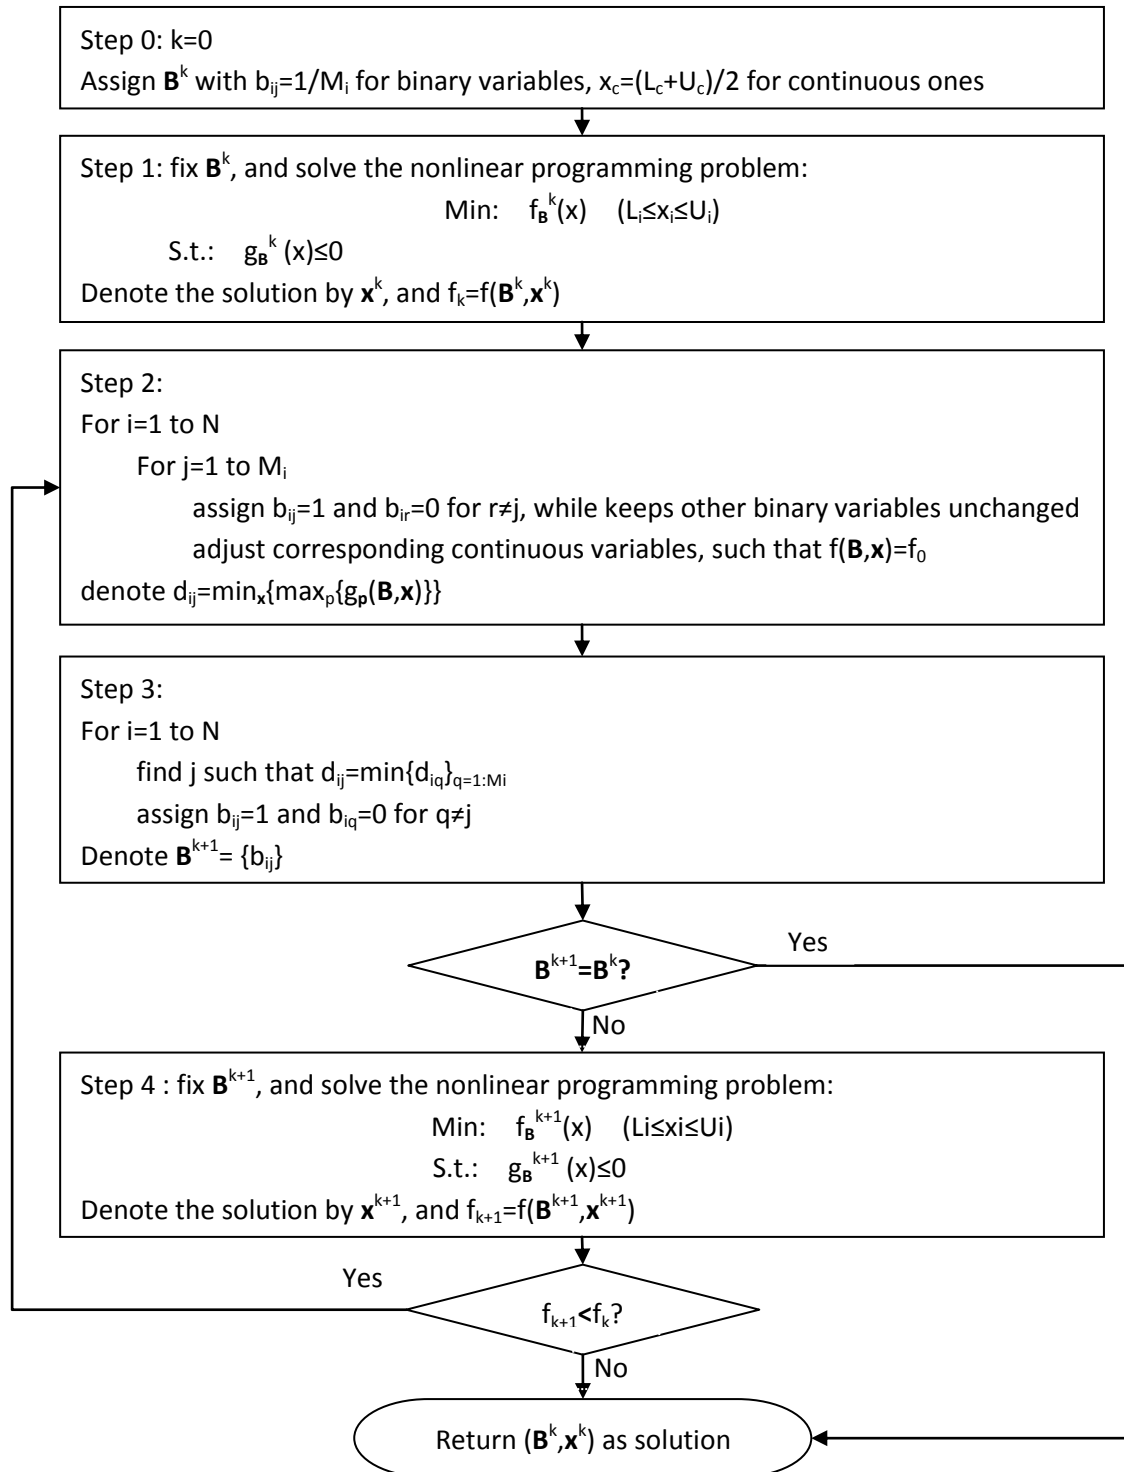 Step 0: k=0
Assign B^k with b_ij=1/M_i for binary variables, x_c=(L_c+U_c)/2 for continuous ones
Step 1: fix B^k, and solve the nonlinear programming problem:
Min: f_B^k(x) (L_i≤x_i≤U_i)
S.t.: g_B^k (x)≤0
Denote the solution by x^k, and f_k=f(B^k,x^k)
Step 2:
For i=1 to N
For j=1 to M_i
assign b_ij=1 and b_ir=0 for r≠j, while keeps other binary variables unchanged
adjust corresponding continuous variables, such that f(B,x)=f_0
denote d_ij=min_x{max_p{g_p(B,x)}}
Step 3:
For i=1 to N
find j such that d_ij=min{d_iq}_q=1:Mi
assign b_ij=1 and b_iq=0 for q≠j
Denote B^k+1= {b_ij}
B^k+1=B^k?
Yes
No
Step 4 : fix B^k+1, and solve the nonlinear programming problem:
Min: f_B^k+1(x) (Li≤xi≤Ui)
S.t.: g_B^k+1 (x)≤0
Denote the solution by x^k+1, and f_k+1=f(B^k+1,x^k+1)
Yes
f_k+1<f_k?
No
Return (B^k,x^k) as solution